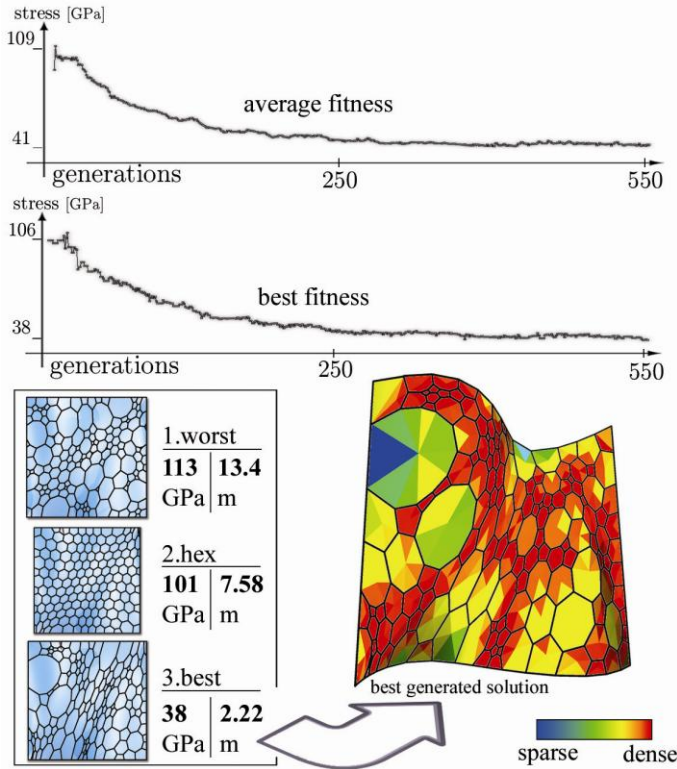 stress [GPa]
109
average fitness
41
generations
250
550
stress [GPa]
106
best fitness
38
generations
250
550
1.worst
113 13.4
GPa m
2.hex
101 7.58
GPa m
3.best
38 2.22
GPa m
best generated solution
sparse dense